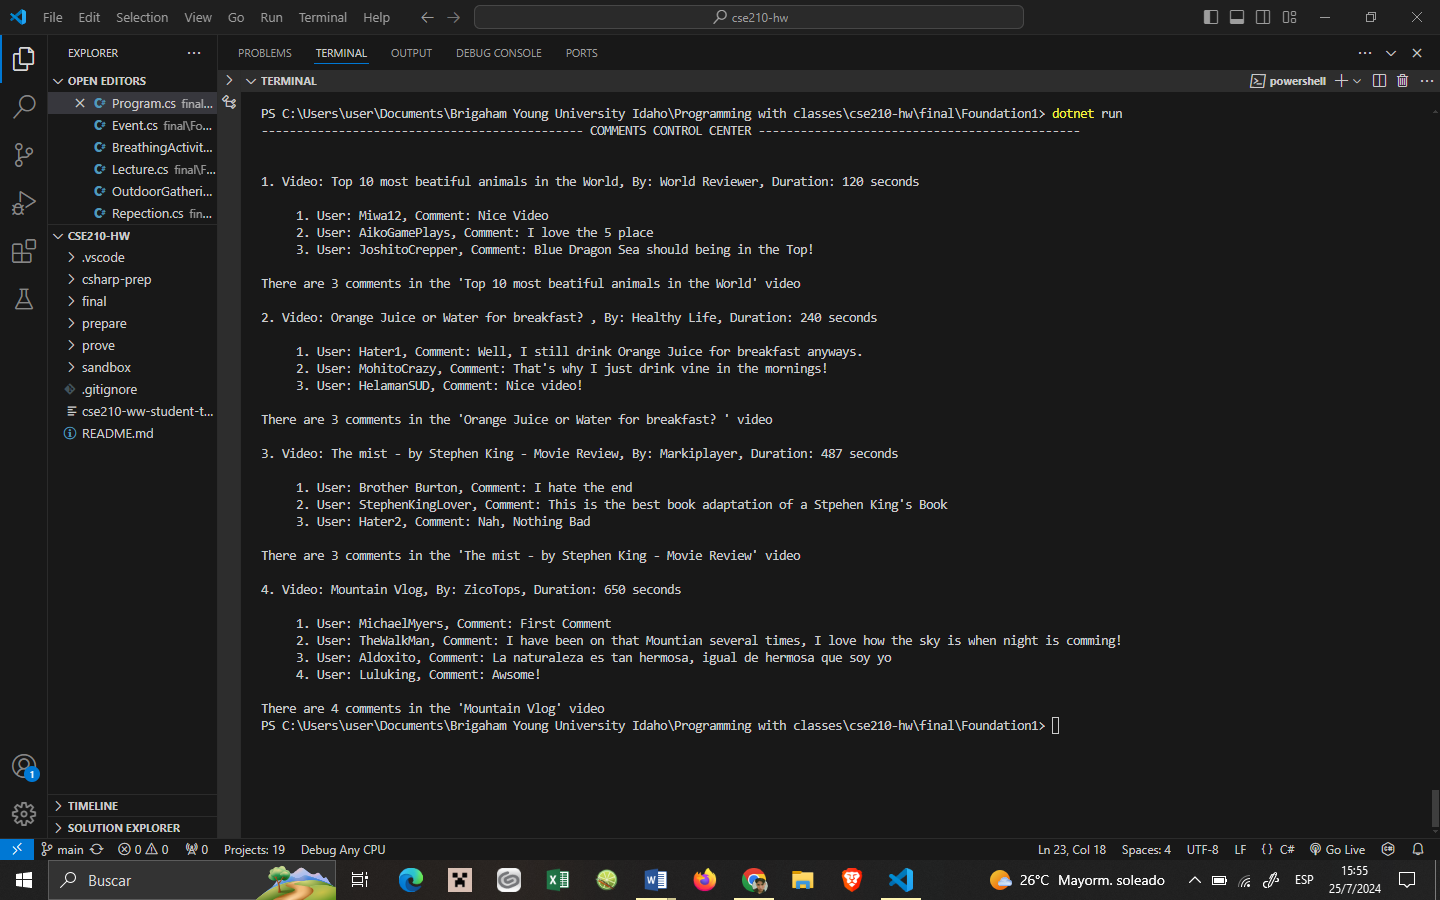 File Edit Selection View Go Run Terminal Help
cse210-hw
EXPLORER
OPEN EDITORS
Program.cs final...
Event.cs final\Fo...
BreathingActivit...
Lecture.cs final\F...
OutdoorGatheri...
Repection.cs fin...
CSE210-HW
.vscode
csharp-prep
final
prepare
prove
sandbox
.gitignore
cse210-ww-student-t...
README.md
TIMELINE
SOLUTION EXPLORER
PROBLEMS TERMINAL OUTPUT DEBUG CONSOLE PORTS
TERMINAL
powershell
PS C:\Users\user\Documents\Brigaham Young University Idaho\Programming with classes\cse210-hw\final\Foundation1> dotnet run
---------------------------------------------- COMMENTS CONTROL CENTER ----------------------------------------------
1. Video: Top 10 most beatiful animals in the World, By: World Reviewer, Duration: 120 seconds
1. User: Miwa12, Comment: Nice Video
2. User: AikoGamePlays, Comment: I love the 5 place
3. User: JoshitoCrepper, Comment: Blue Dragon Sea should being in the Top!
There are 3 comments in the 'Top 10 most beatiful animals in the World' video
2. Video: Orange Juice or Water for breakfast? , By: Healthy Life, Duration: 240 seconds
1. User: Hater1, Comment: Well, I still drink Orange Juice for breakfast anyways.
2. User: MohitoCrazy, Comment: That's why I just drink vine in the mornings!
3. User: HelamanSUD, Comment: Nice video!
There are 3 comments in the 'Orange Juice or Water for breakfast? ' video
3. Video: The mist - by Stephen King - Movie Review, By: Markiplayer, Duration: 487 seconds
1. User: Brother Burton, Comment: I hate the end
2. User: StephenKingLover, Comment: This is the best book adaptation of a Stpehen King's Book
3. User: Hater2, Comment: Nah, Nothing Bad
There are 3 comments in the 'The mist - by Stephen King - Movie Review' video
4. Video: Mountain Vlog, By: ZicoTops, Duration: 650 seconds
1. User: MichaelMyers, Comment: First Comment
2. User: TheWalkMan, Comment: I have been on that Mountian several times, I love how the sky is when night is comming!
3. User: Aldoxito, Comment: La naturaleza es tan hermosa, igual de hermosa que soy yo
4. User: Luluking, Comment: Awsome!
There are 4 comments in the 'Mountain Vlog' video
PS C:\Users\user\Documents\Brigaham Young University Idaho\Programming with classes\cse210-hw\final\Foundation1>
1
main 0 0 0 Projects: 19 Debug Any CPU
Ln 23, Col 18 Spaces: 4 UTF-8 LF {} C# Go Live
Buscar
26°C Mayorm. soleado
ESP
15:55
25/7/2024